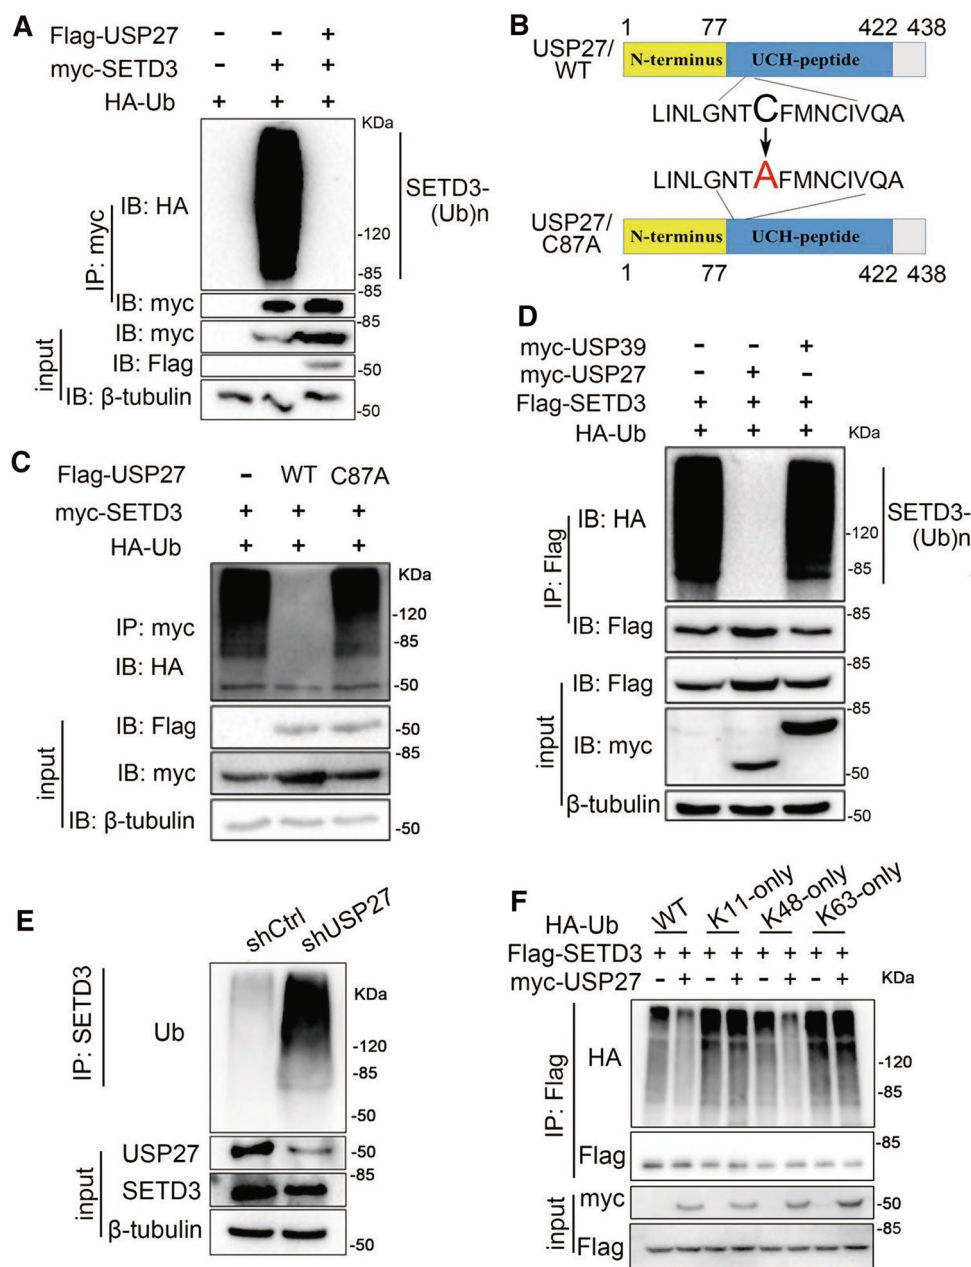 A
Flag-USP27 - - +
myc-SETD3 - + +
HA-Ub + + +
KDa
IP: myc
IB: HA
SETD3-
(Ub)n
-120
-85
-85
IB: myc
-85
input
IB: myc
IB: Flag
-50
IB: β-tubulin
-50
B
1 77 422 438
USP27/
WT
N-terminus UCH-peptide
LINLGNTCFMNCIVQA
LINLGNTAFMNCIVQA
USP27/
C87A
N-terminus UCH-peptide
1 77 422 438
C
Flag-USP27 - WT C87A
myc-SETD3 + + +
HA-Ub + + +
KDa
IP: myc
IB: HA
-120
-85
-50
input
IB: Flag
-50
-85
IB: myc
IB: β-tubulin
-50
D
myc-USP39 - - +
myc-USP27 - + -
Flag-SETD3 + + +
HA-Ub + + +
KDa
IP: Flag
IB: HA
SETD3-
(Ub)n
-120
-85
-85
IB: Flag
-85
input
IB: Flag
-85
IB: myc
-50
β-tubulin
-50
E
shCtrl shUSP27
KDa
IP: SETD3
Ub
-120
-85
-50
input
USP27
-50
-85
SETD3
β-tubulin
-50
F
HA-Ub WT K11-only K48-only K63-only
Flag-SETD3 + + + + + + + +
myc-USP27 - + - + - + - +
KDa
IP: Flag
HA
-120
-85
-85
Flag
input
myc
-50
-85
Flag